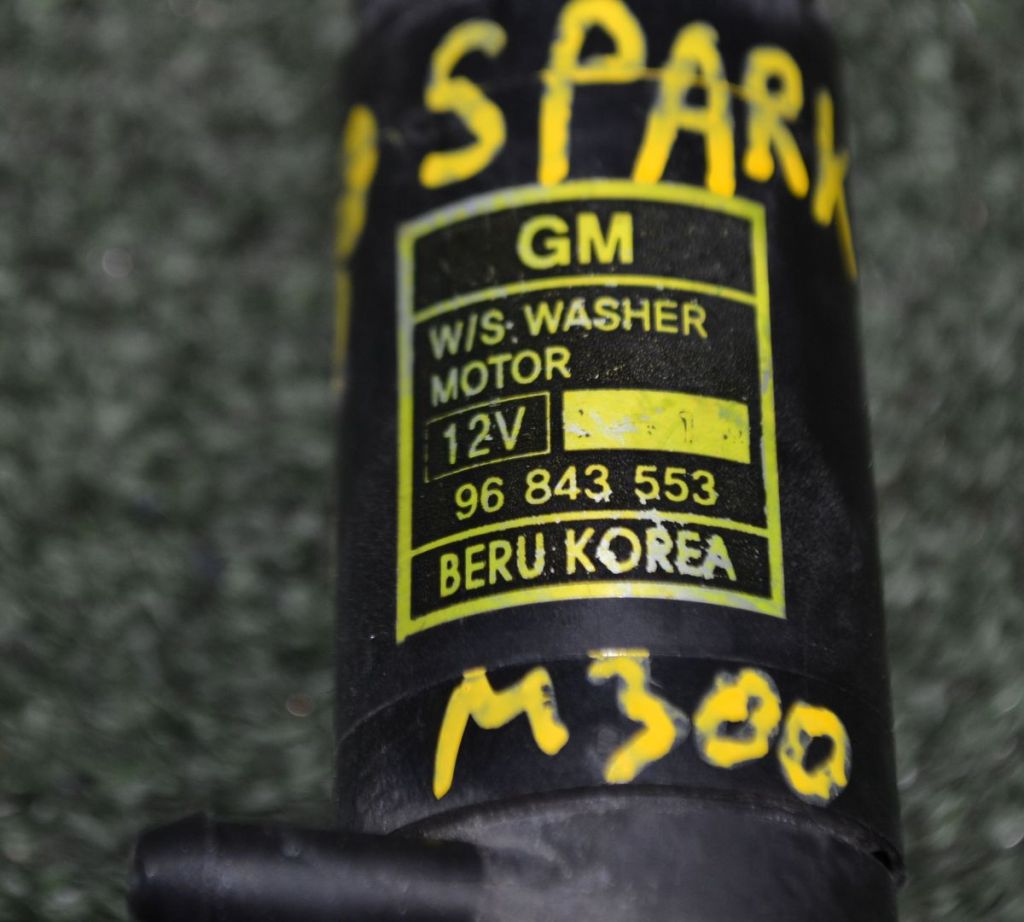 SPARK
GM
W/S WASHER
MOTOR
12V
96 843 553
BERU KOREA
M300